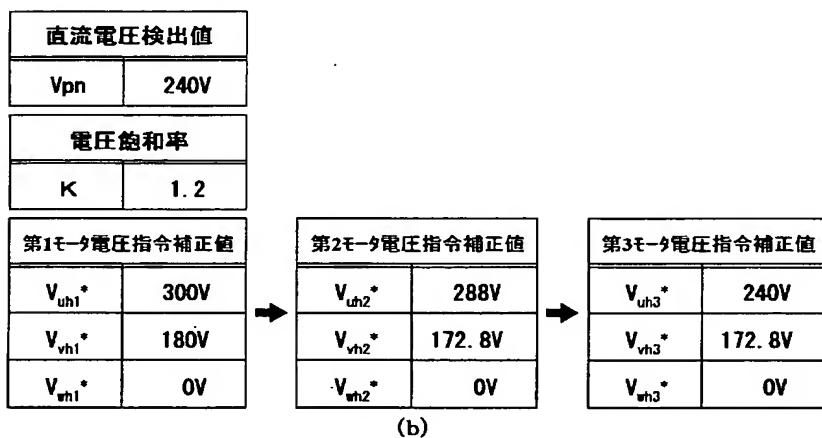 直流電圧検出値
Vpn 240V
電圧飽和率
K 1.2
第1モータ電圧指令補正値
Vuh1* 300V
Vvh1* 180V
Vwh1* 0V
第2モータ電圧指令補正値
Vuh2* 288V
Vvh2* 172.8V
Vwh2* 0V
第3モータ電圧指令補正値
Vuh3* 240V
Vvh3* 172.8V
Vwh3* 0V
(b)